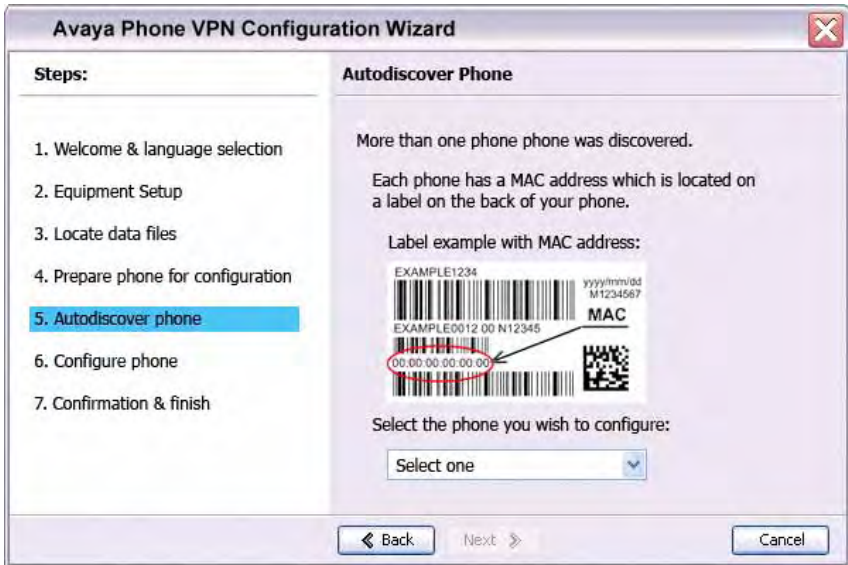 Avaya Phone VPN Configuration Wizard
Steps:
1. Welcome & language selection
2. Equipment Setup
3. Locate data files
4. Prepare phone for configuration
5. Autodiscover phone
6. Configure phone
7. Confirmation & finish
Autodiscover Phone
More than one phone phone was discovered.
Each phone has a MAC address which is located on
a label on the back of your phone.
Label example with MAC address:
EXAMPLE1234
yyyy/mm/dd
M1234567
MAC
EXAMPLE0012 00 N12345
00:00:00:00:00:00
Select the phone you wish to configure:
Select one
Back
Next
Cancel